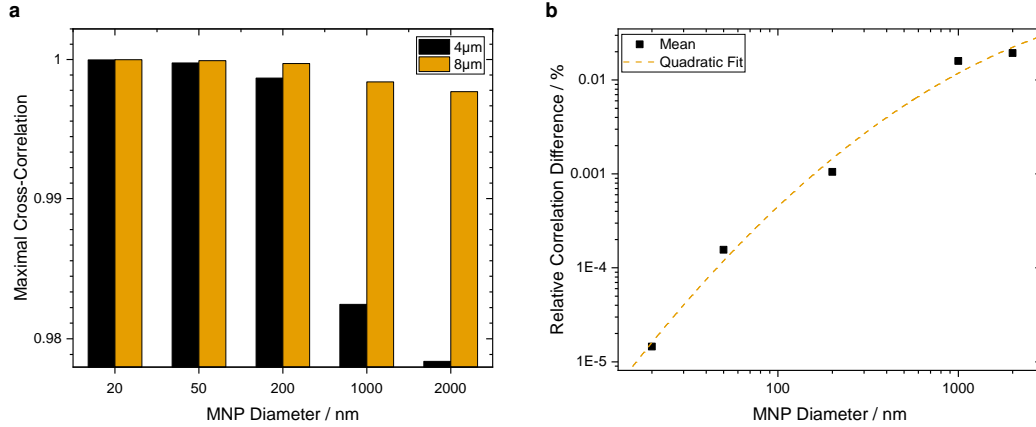 a
1
0.99
0.98
Maximal Cross-Correlation
4µm
8µm
20 50 200 1000 2000
MNP Diameter / nm
b
0.01
0.001
1E-4
1E-5
Relative Correlation Difference / %
Mean
Quadratic Fit
100 1000
MNP Diameter / nm